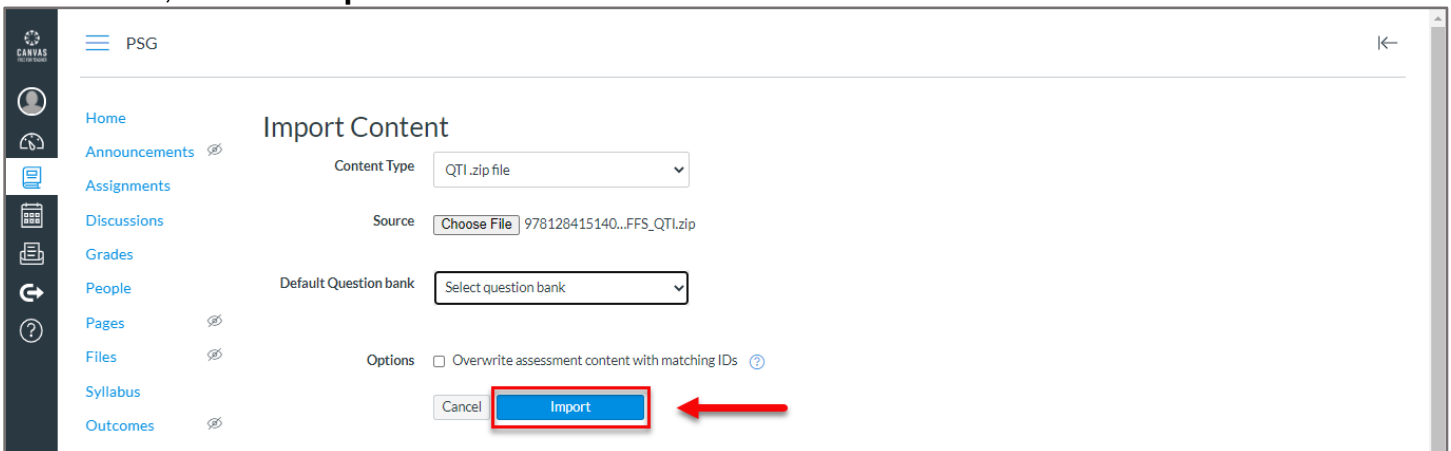 CANVAS
PSG
Home
Announcements
Assignments
Discussions
Grades
People
Pages
Files
Syllabus
Outcomes
Import Content
Content Type QTI .zip file
Source Choose File 978128415140...FFS_QTI.zip
Default Question bank Select question bank
Options Overwrite assessment content with matching IDs ?
Cancel Import